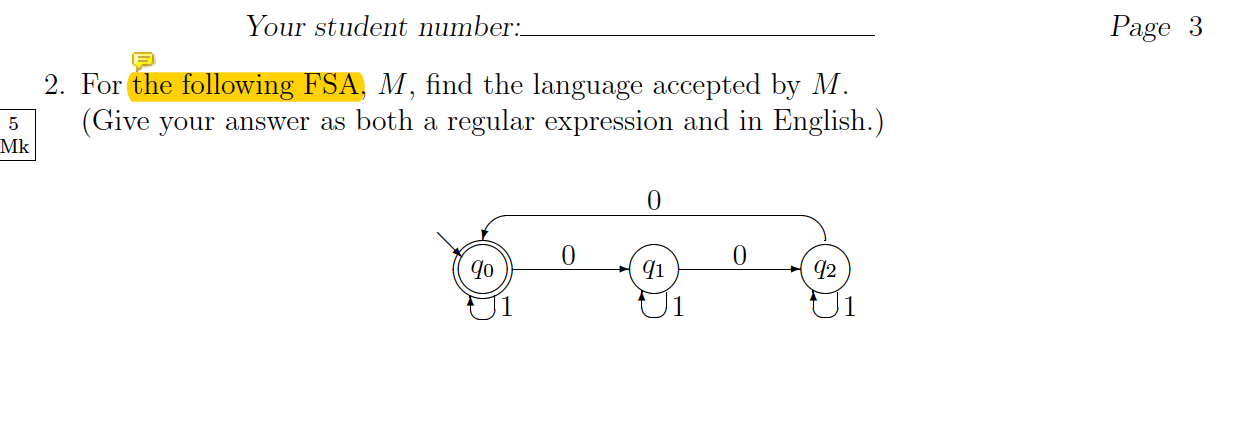 Your student number: Page 3
2. For the following FSA, M, find the language accepted by M.
5 (Give your answer as both a regular expression and in English.)
Mk
0
0 0
q0 q1 q2
1 1 1